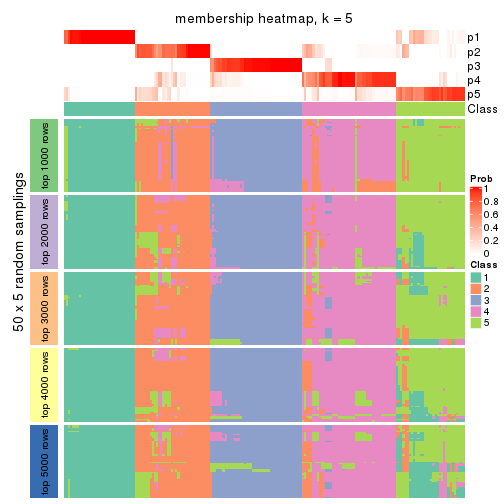 membership heatmap, k = 5
p1
p2
p3
p4
p5
Class
50 x 5 random samplings
top 1000 rows
top 2000 rows
top 3000 rows
top 4000 rows
top 5000 rows
Prob
1
0.8
0.6
0.4
0.2
0
Class
1
2
3
4
5